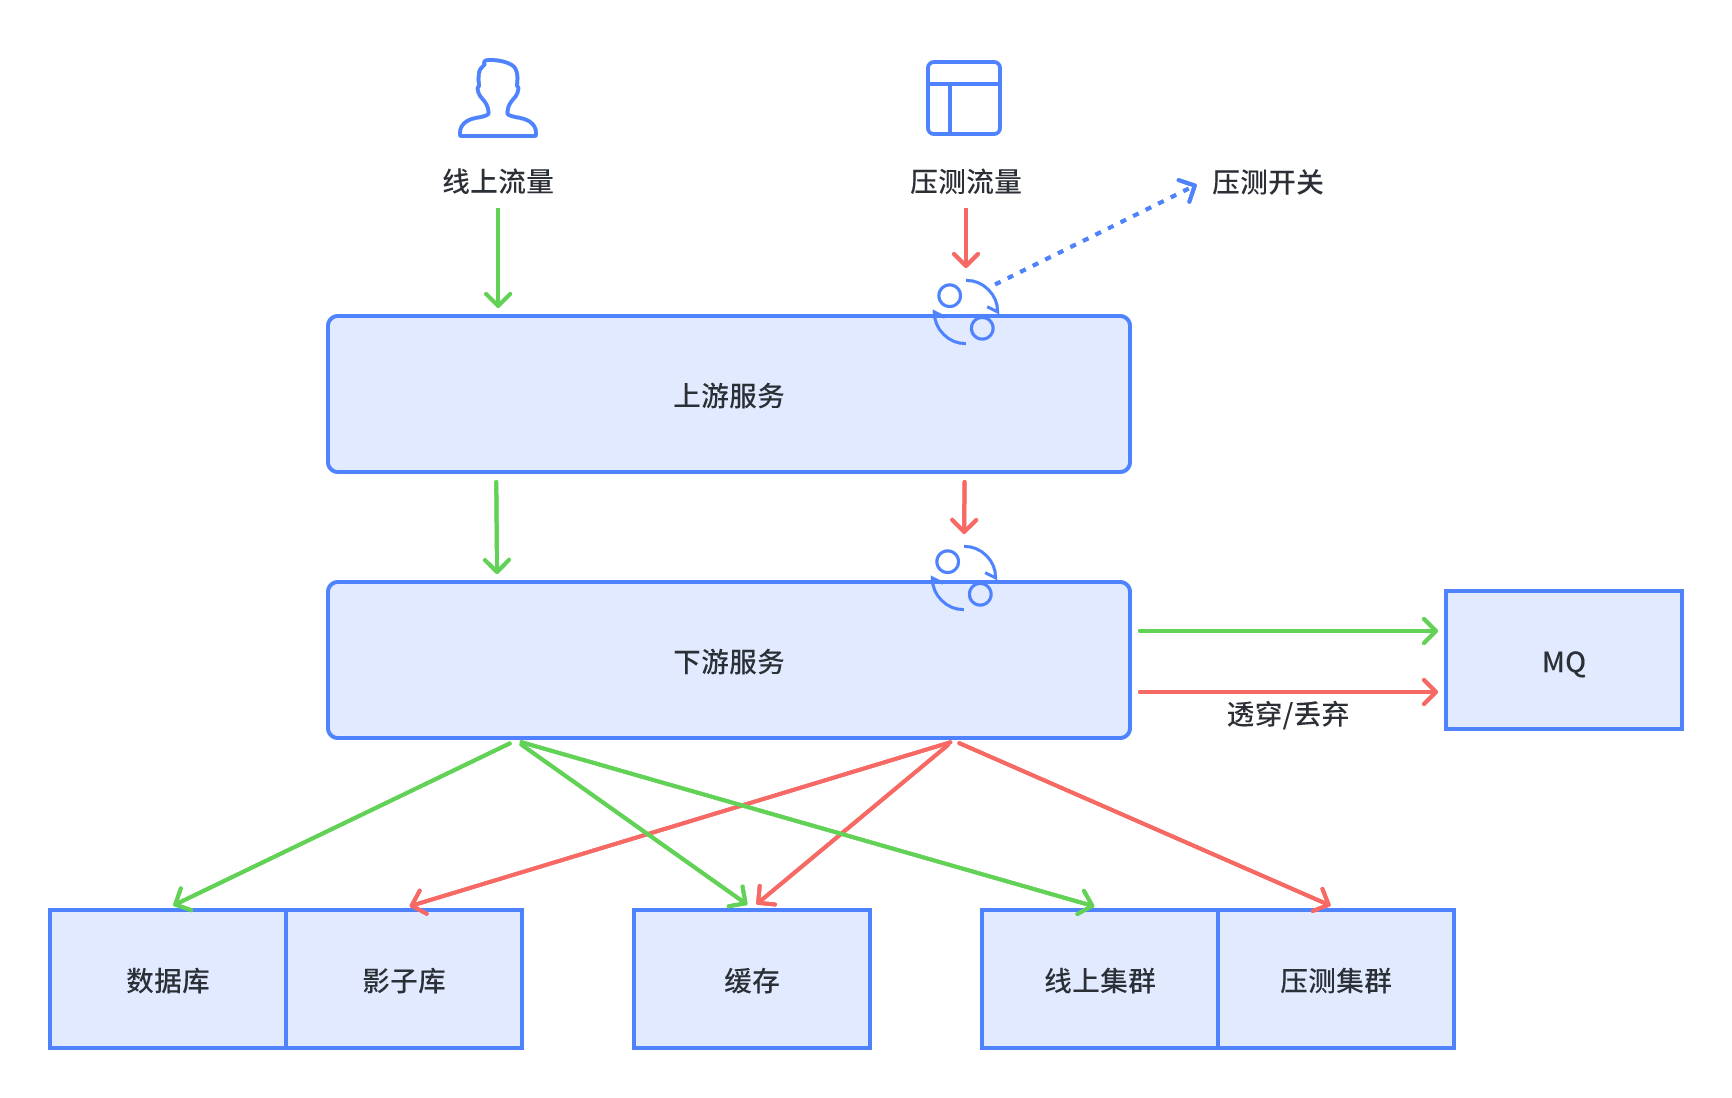 线上流量
压测流量
压测开关
上游服务
下游服务
MQ
透穿/丢弃
数据库
影子库
缓存
线上集群
压测集群